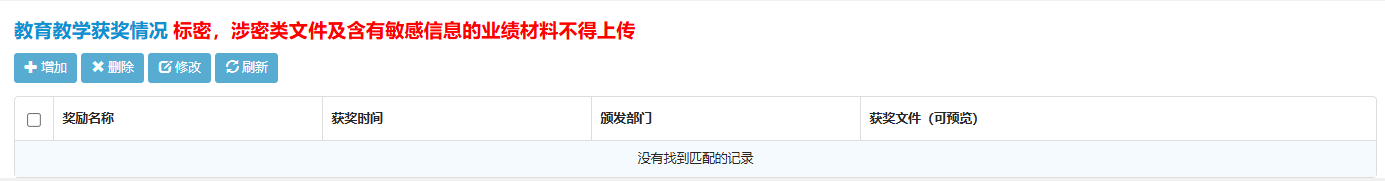 教育教学获奖情况 标密，涉密类文件及含有敏感信息的业绩材料不得上传
增加 删除 修改 刷新
奖励名称 获奖时间 颁发部门 获奖文件（可预览）
没有找到匹配的记录